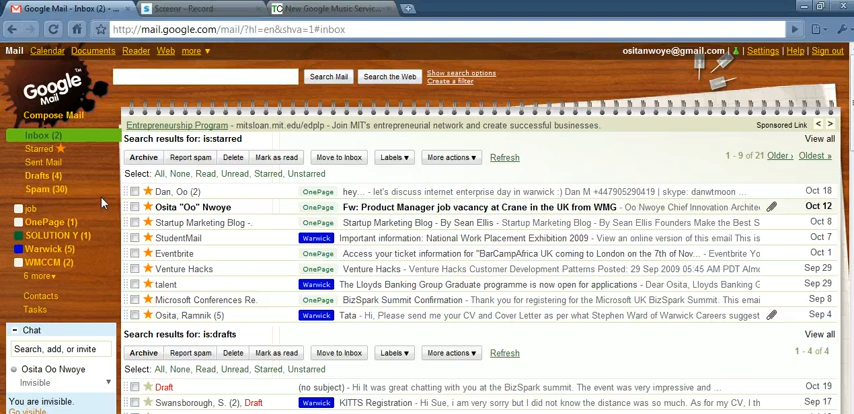 Gmail - Inbox (2) - ositan...
Screenr - Record
New Google Music Servic...
http://mail.google.com/mail/?hl=en&shva=1#inbox
Mail Calendar Documents Reader Web more ▼
ositanwoye@gmail.com | Settings | Help | Sign out
Google™ Mail
Search Mail Search the Web Show search options
Create a filter
Compose Mail
Inbox (2)
Starred
Sent Mail
Drafts (4)
Spam (30)
job
OnePage (1)
SOLUTION Y (1)
Warwick (5)
WMCCM (2)
6 more▼
Contacts
Tasks
Chat
Search, add, or invite
Osita Oo Nwoye
Invisible
You are invisible.
Go visible
Entrepreneurship Program - mitsloan.mit.edu/edplp - Join MIT's entrepreneurial network and create successful businesses. Sponsored Link < >
Search results for: is:starred View all
Archive Report spam Delete Mark as read Move to Inbox Labels ▼ More actions ▼ Refresh 1 - 9 of 21 Older › Oldest »
Select: All, None, Read, Unread, Starred, Unstarred
Dan, Oo (2) OnePage hey... - let's discuss internet enterprise day in warwick :) Dan M +447905290419 | skype: danwtmoon ... Oct 18
Osita "Oo" Nwoye OnePage Fw: Product Manager job vacancy at Crane in the UK from WMG - Oo Nwoye Chief Innovation Architec Oct 12
Startup Marketing Blog - OnePage Startup Marketing Blog - By Sean Ellis - Startup Marketing Blog - By Sean Ellis Founders Make the Best S Oct 8
StudentMail Warwick Important information: National Work Placement Exhibition 2009 - View an online version of this email This is Oct 7
Eventbrite OnePage Access your ticket information for "BarCampAfrica UK coming to London on the 7th of Nov... - Eventbrite Oct 1
Venture Hacks OnePage Venture Hacks - Venture Hacks Customer Development Patterns Posted: 29 Sep 2009 05:45 AM PDT Almos Sep 29
talent Warwick The Lloyds Banking Group Graduate programme is now open for applications - Dear Osita, Lloyds Banking Sep 29
Microsoft Conferences Re. OnePage BizSpark Summit Confirmation - Thank you for registering for the Microsoft UK BizSpark Summit, and Sep 8
Osita, Ramnik (5) Warwick Tata - Hi, Please send me your CV and Cover Letter as per what Stephen Ward of Warwick Careers suggest Sep 4
Search results for: is:drafts View all
Archive Report spam Delete Mark as read Move to Inbox Labels ▼ More actions ▼ Refresh 1 - 4 of 4
Select: All, None, Read, Unread, Starred, Unstarred
Draft (no subject) - Hi It was great chatting with you at the BizSpark summit. The event was very impressive and ... Oct 19
Swansborough, S. (2), Draft Warwick KITTS Registration - Hi Sue, i am very sorry but I did not know the distance was so much. As for my CV, I Sep 17